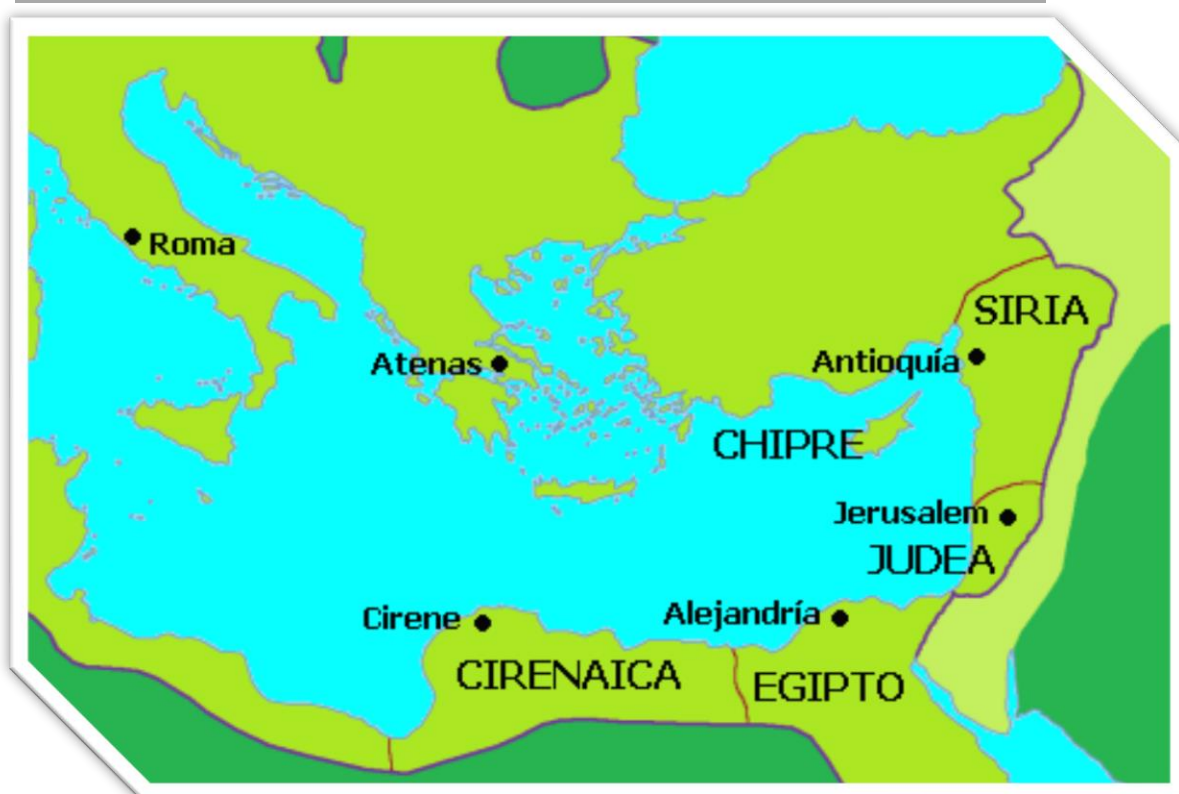 Roma
SIRIA
Atenas
Antioquía
CHIPRE
Jerusalem
JUDEA
Cirene
Alejandría
CIRENAICA
EGIPTO